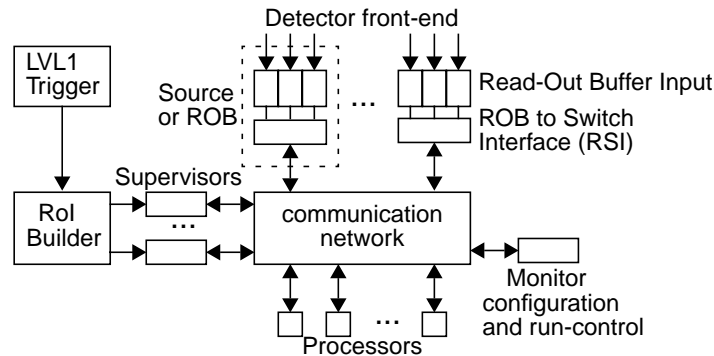 Detector front-end
LVL1
Trigger
Source
or ROB
...
Read-Out Buffer Input
ROB to Switch
Interface (RSI)
Supervisors
RoI
Builder
...
communication
network
Monitor
configuration
and run-control
...
Processors